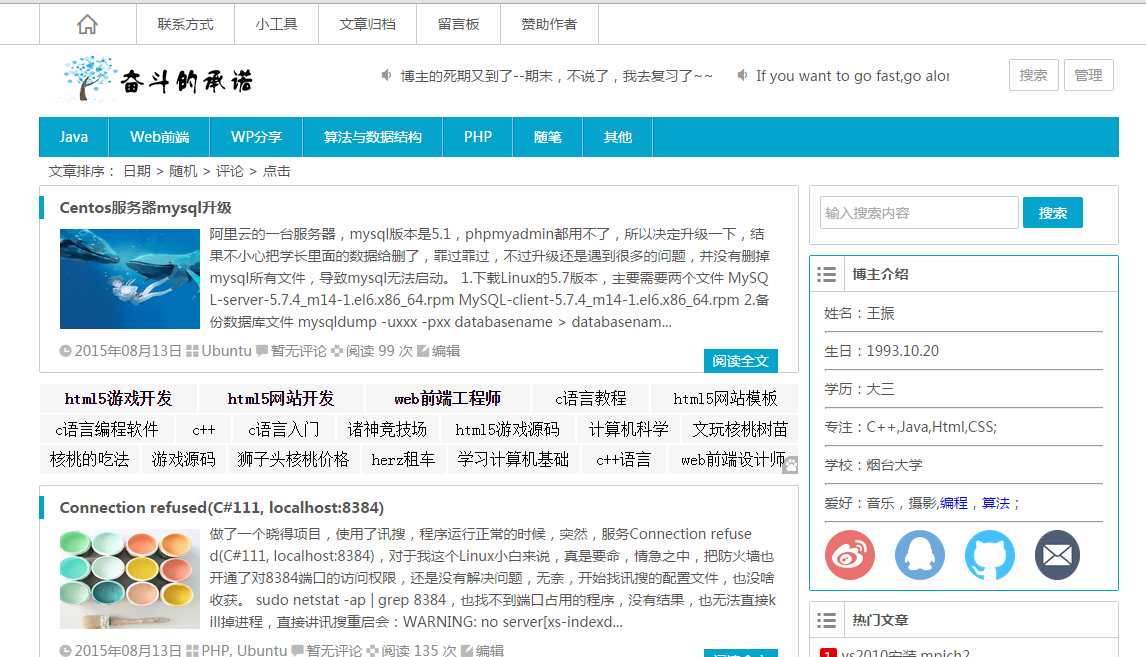 联系方式 小工具 文章归档 留言板 赞助作者
奋斗的承诺 博主的死期又到了--期末，不说了，我去复习了~~ If you want to go fast,go alor 搜索 管理
Java Web前端 WP分享 算法与数据结构 PHP 随笔 其他
文章排序： 日期 > 随机 > 评论 > 点击
Centos服务器mysql升级
阿里云的一台服务器，mysql版本是5.1，phpmyadmin都用不了，所以决定升级一下，结
果不小心把学长里面的数据给删了，罪过罪过，不过升级还是遇到很多的问题，并没有删掉
mysql所有文件，导致mysql无法启动。 1.下载Linux的5.7版本，主要需要两个文件 MySQ
L-server-5.7.4_m14-1.el6.x86_64.rpm MySQL-client-5.7.4_m14-1.el6.x86_64.rpm 2.备
份数据库文件 mysqldump -uxxx -pxx databasename > databasenam...
2015年08月13日 Ubuntu 暂无评论 阅读 99 次 编辑
阅读全文
html5游戏开发 html5网站开发 web前端工程师 c语言教程 html5网站模板
c语言编程软件 c++ c语言入门 诸神竞技场 html5游戏源码 计算机科学 文玩核桃树苗
核桃的吃法 游戏源码 狮子头核桃价格 herz租车 学习计算机基础 c++语言 web前端设计师
Connection refused(C#111, localhost:8384)
做了一个晓得项目，使用了讯搜，程序运行正常的时候，突然，服务Connection refuse
d(C#111, localhost:8384)，对于我这个Linux小白来说，真是要命，情急之中，把防火墙也
开通了对8384端口的访问权限，还是没有解决问题，无奈，开始找讯搜的配置文件，也没啥
收获。 sudo netstat -ap | grep 8384，也找不到端口占用的程序，没有结果，也无法直接k
ill掉进程，直接讲讯搜重启会：WARNING: no server[xs-indexd...
2015年08月13日 PHP, Ubuntu 暂无评论 阅读 135 次 编辑
阅读全文
输入搜索内容 搜索
博主介绍
姓名：王振
生日：1993.10.20
学历：大三
专注：C++,Java,Html,CSS;
学校：烟台大学
爱好：音乐，摄影,编程，算法；
热门文章
1 vs2010安装 mpich2